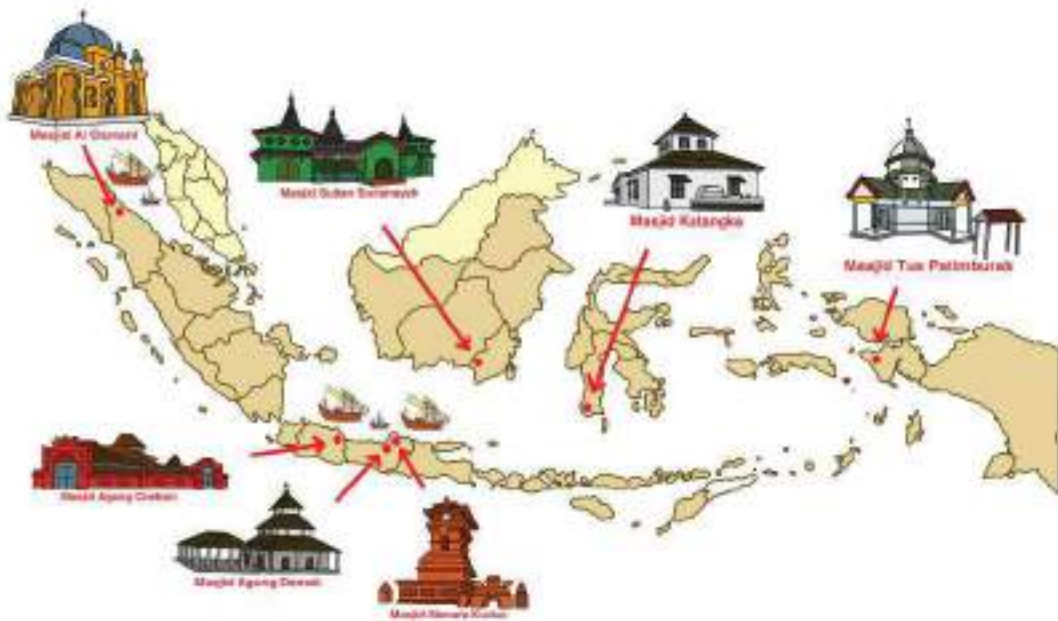 Masjid Al Osmani
Masjid Sultan Suriansyah
Masjid Katangka
Masjid Tua Patimburak
Masjid Agung Cirebon
Masjid Agung Demak
Masjid Menara Kudus